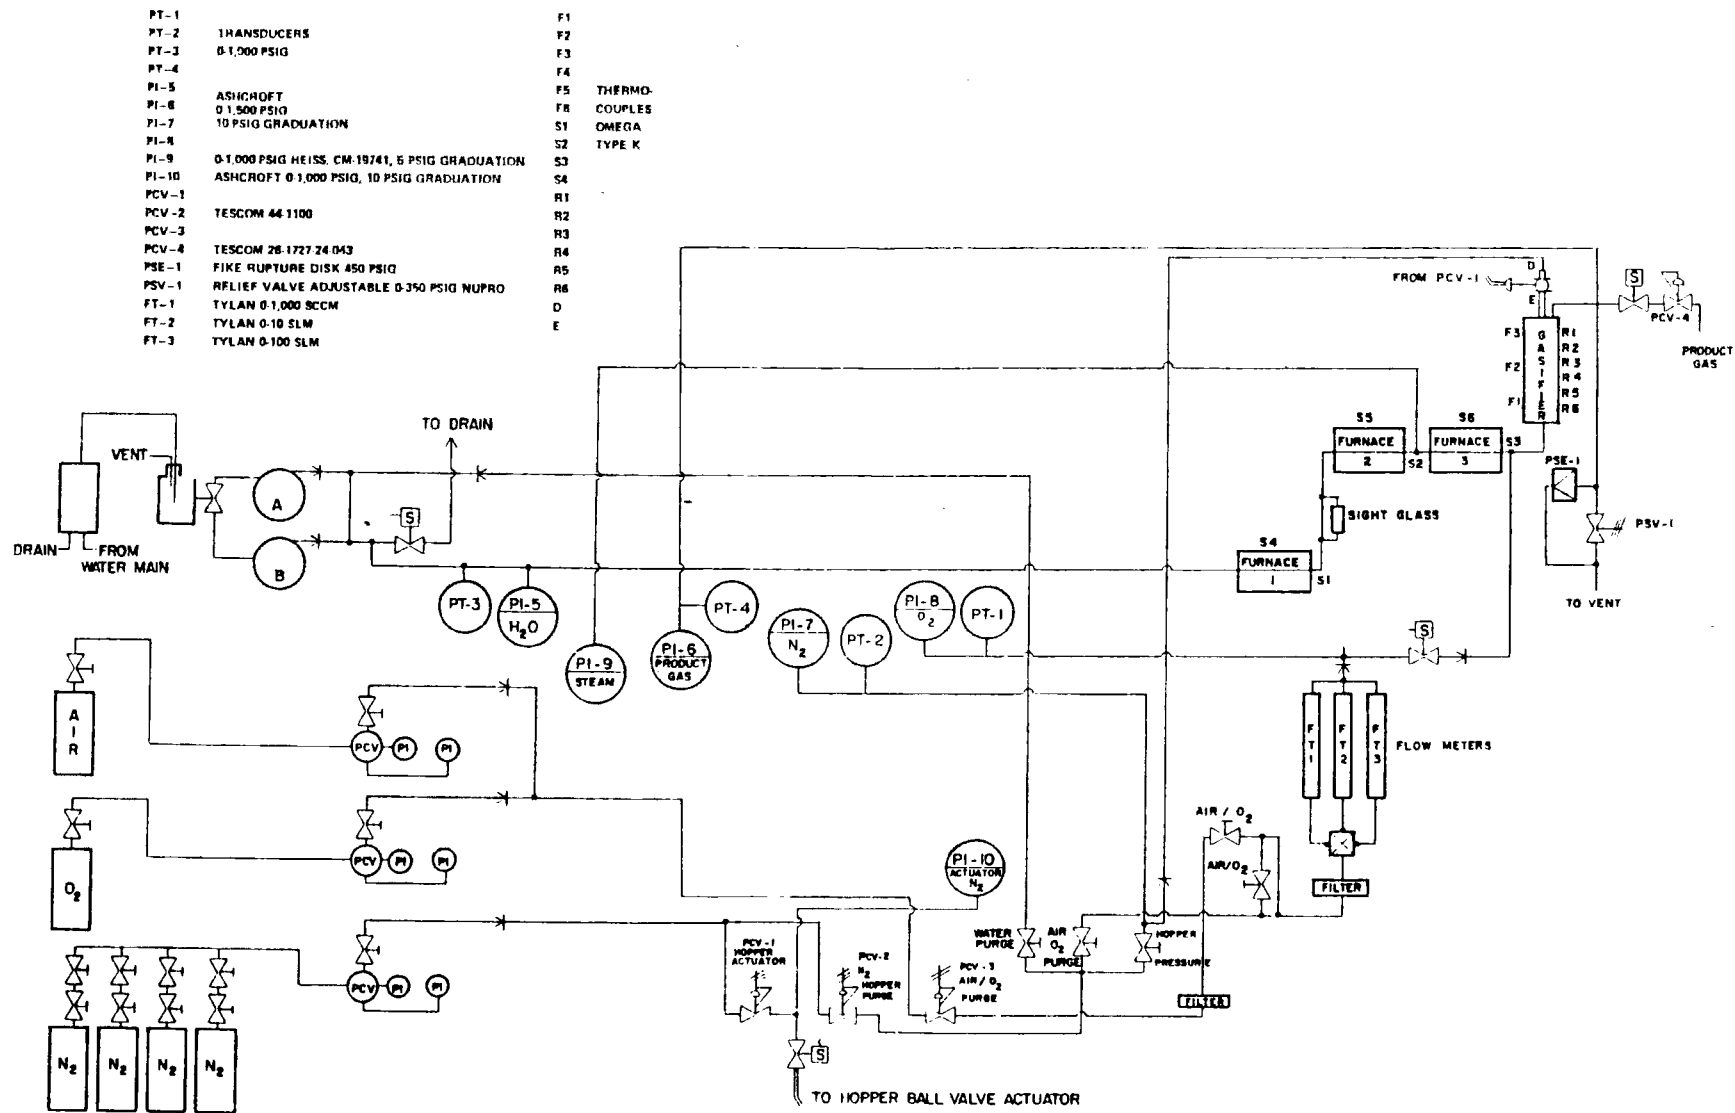 PT-1
PT-2 TRANSDUCERS
PT-3 0-1,000 PSIG
PT-4
PI-5
PI-6 ASHCROFT 0-1,500 PSIG
PI-7 10 PSIG GRADUATION
PI-8
PI-9 0-1,000 PSIG HEISS, CM-19741, 5 PSIG GRADUATION
PI-10 ASHCROFT 0-1,000 PSIG, 10 PSIG GRADUATION
PCV-1
PCV-2 TESCOM 44-1100
PCV-3
PCV-4 TESCOM 26-1727-24-043
PSE-1 FIKE RUPTURE DISK 450 PSIG
PSV-1 RELIEF VALVE ADJUSTABLE 0-350 PSIG NUPRO
FT-1 TYLAN 0-1,000 SCCM
FT-2 TYLAN 0-10 SLM
FT-3 TYLAN 0-100 SLM
F1
F2
F3
F4
F5 THERMO-
F6 COUPLES
S1 OMEGA
S2 TYPE K
S3
S4
R1
R2
R3
R4
R5
R6
D
E
D
FROM PCV-1
E
S
PCV-4
PRODUCT
GAS
F3
F2
F1
GASIFIER
R1
R2
R3
R4
R5
R6
TO DRAIN
VENT
A
B
S
DRAIN
FROM
WATER MAIN
S5
FURNACE
2
S2
S6
FURNACE
3
S3
PSE-1
PSV-1
TO VENT
SIGHT GLASS
S4
FURNACE
1
S1
PT-3
PI-5
H2O
PI-9
STEAM
PI-6
PRODUCT
GAS
PT-4
PI-7
N2
PT-2
PI-8
O2
PT-1
S
AIR
PCV
PI
PI
FT1
FT2
FT3
FLOW METERS
O2
PCV
PI
PI
AIR / O2
AIR/O2
FILTER
PI-10
ACTUATOR
N2
N2
N2
N2
N2
PCV
PI
PI
PCV-1
HOPPER
ACTUATOR
PCV-2
N2
HOPPER
PURGE
PCV-3
AIR/O2
PURGE
WATER
PURGE
AIR
O2
PURGE
HOPPER
PRESSURE
FILTER
S
TO HOPPER BALL VALVE ACTUATOR